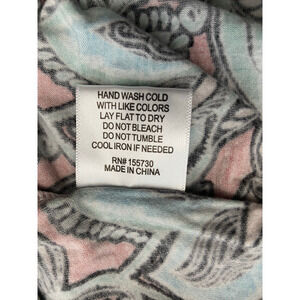 HAND WASH COLD
WITH LIKE COLORS
LAY FLAT TO DRY
DO NOT BLEACH
DO NOT TUMBLE
COOL IRON IF NEEDED
RN# 155730
MADE IN CHINA